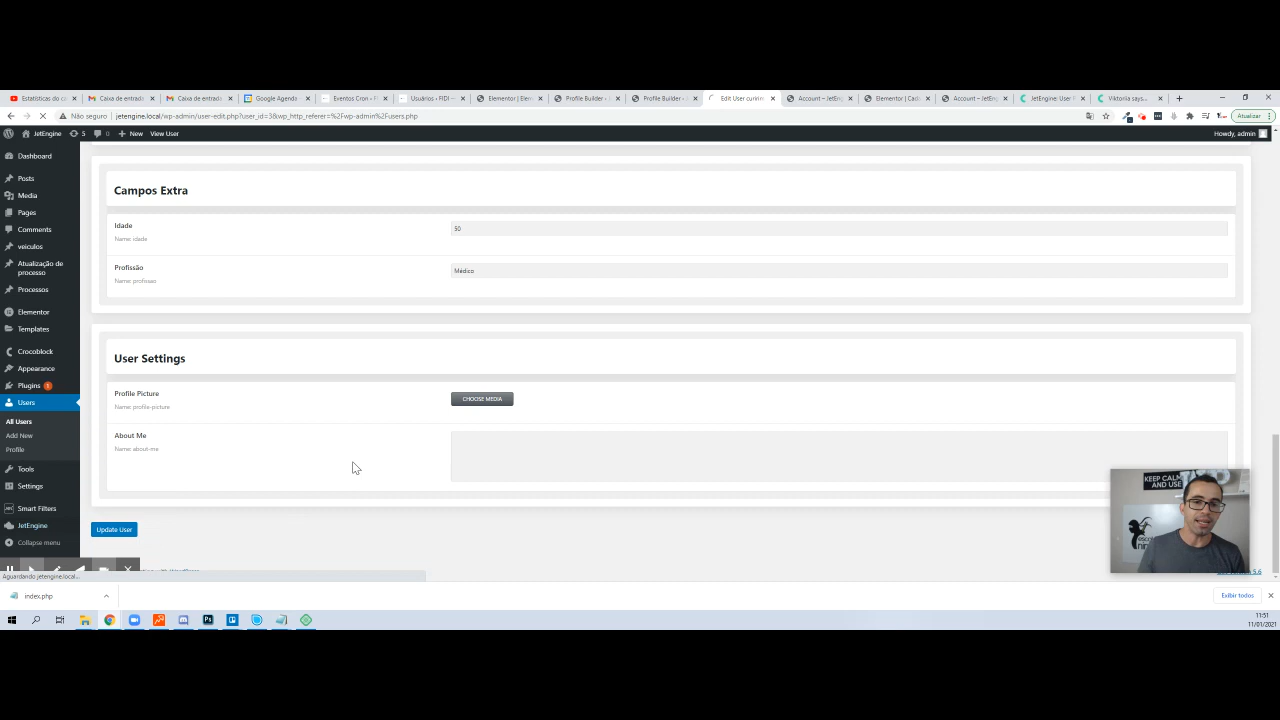 Estatísticas do ca
Caixa de entrada
Caixa de entrada
Google Agenda
Eventos Cron • F
Usuários • FIDI —
Elementor | Elem
Profile Builder •
Profile Builder •
Edit User curirin
Account – JetEn
Elementor | Cad
Account – JetEn
JetEngine: User P
Viktoriia says...
Não seguro
jetengine.local/wp-admin/user-edit.php?user_id=3&wp_http_referer=%2Fwp-admin%2Fusers.php
Atualizar
JetEngine 5 0 New View User
Howdy, admin
Dashboard
Posts
Media
Pages
Comments
veiculos
Atualização de
processo
Processos
Elementor
Templates
Crocoblock
Appearance
Plugins 1
Users
All Users
Add New
Profile
Tools
Settings
Smart Filters
JetEngine
Collapse menu
Campos Extra
Idade
Name: idade
50
Profissão
Name: profissao
Médico
User Settings
Profile Picture
Name: profile-picture
CHOOSE MEDIA
About Me
Name: about-me
KEEP CALM
AND USE
Update User
Aguardando jetengine.local...
index.php
Exibir todos
11:51
11/01/2021